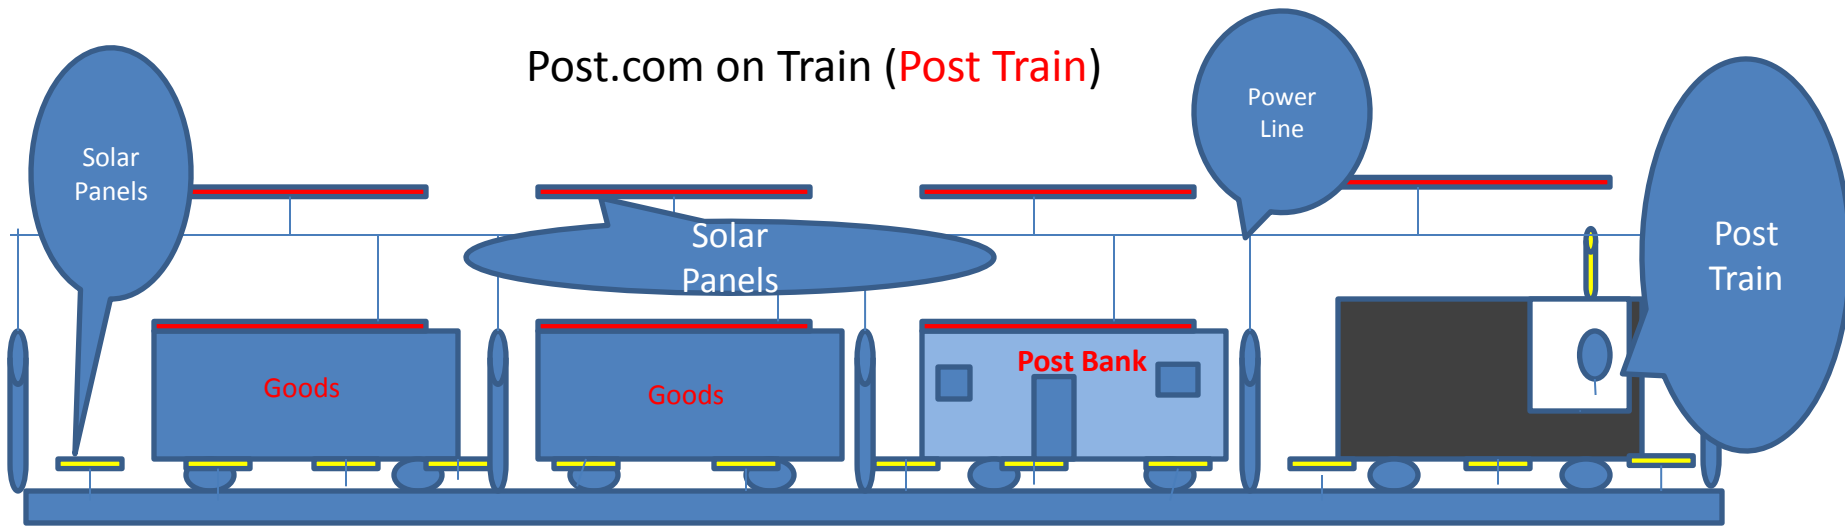 Post.com on Train (Post Train)
Power
Line
Solar
Panels
Solar
Panels
Post
Train
Post Bank
Goods
Goods